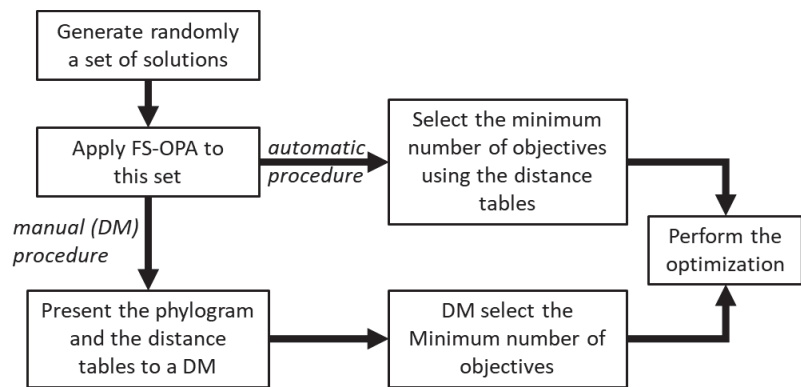 Generate randomly
a set of solutions
Apply FS-OPA to
this set
automatic
procedure
Select the minimum
number of objectives
using the distance
tables
manual (DM)
procedure
Perform the
optimization
Present the phylogram
and the distance
tables to a DM
DM select the
Minimum number of
objectives